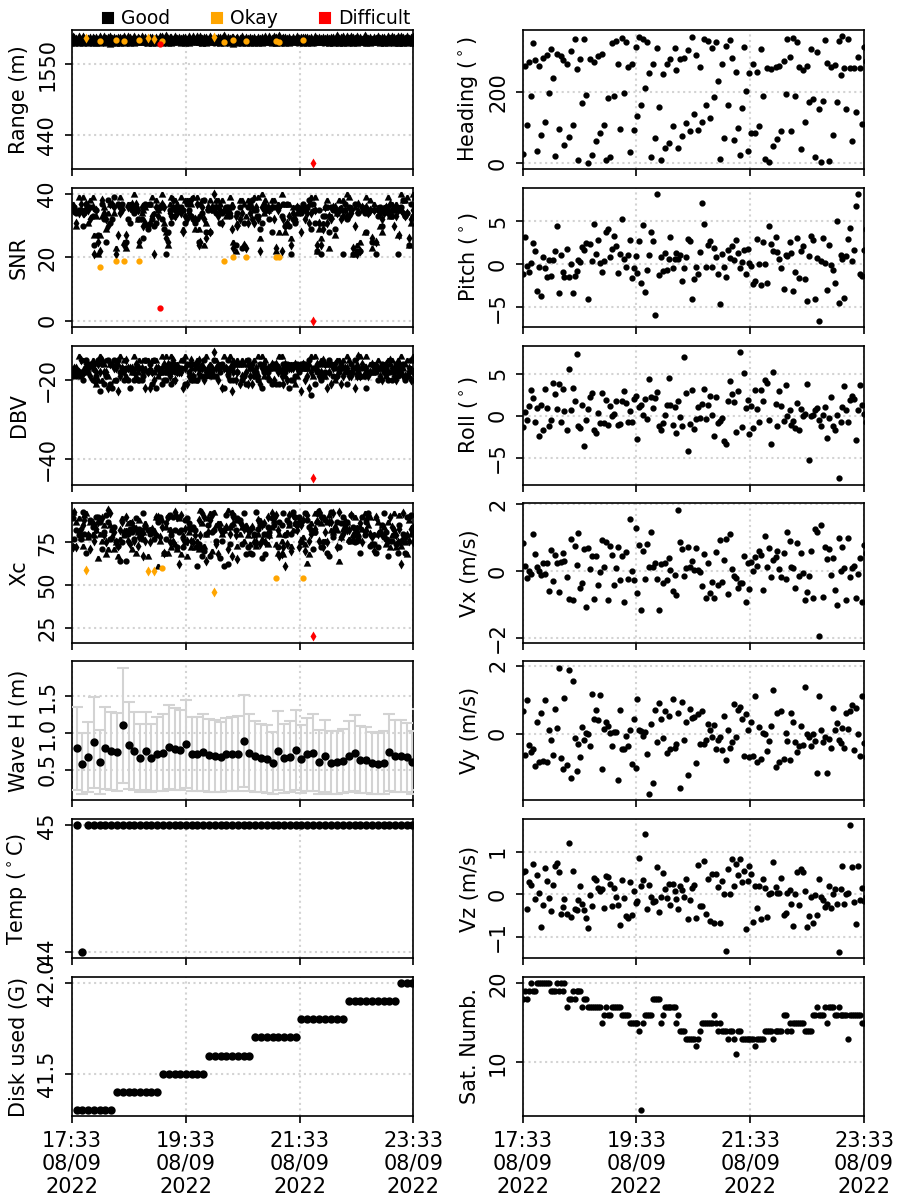 Good Okay Difficult
Range (m)
1550
440
Heading (°)
200
0
SNR
40
20
0
Pitch (°)
5
0
−5
DBV
−20
−40
Roll (°)
5
0
−5
Xc
75
50
25
Vx (m/s)
2
0
−2
Wave H (m)
1.5
1.0
0.5
Vy (m/s)
2
0
Temp (°C)
45
44
Vz (m/s)
1
0
−1
Disk used (G)
42.0
41.5
Sat. Numb.
20
10
17:33 19:33 21:33 23:33 17:33 19:33 21:33 23:33
08/09 08/09 08/09 08/09 08/09 08/09 08/09 08/09
2022 2022 2022 2022 2022 2022 2022 2022